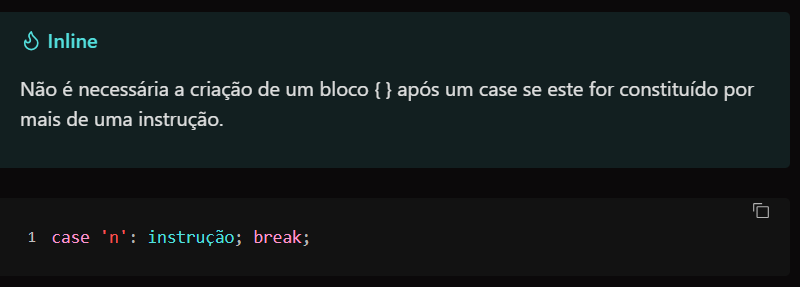 Inline
Não é necessária a criação de um bloco { } após um case se este for constituído por
mais de uma instrução.
1 case 'n': instrução; break;